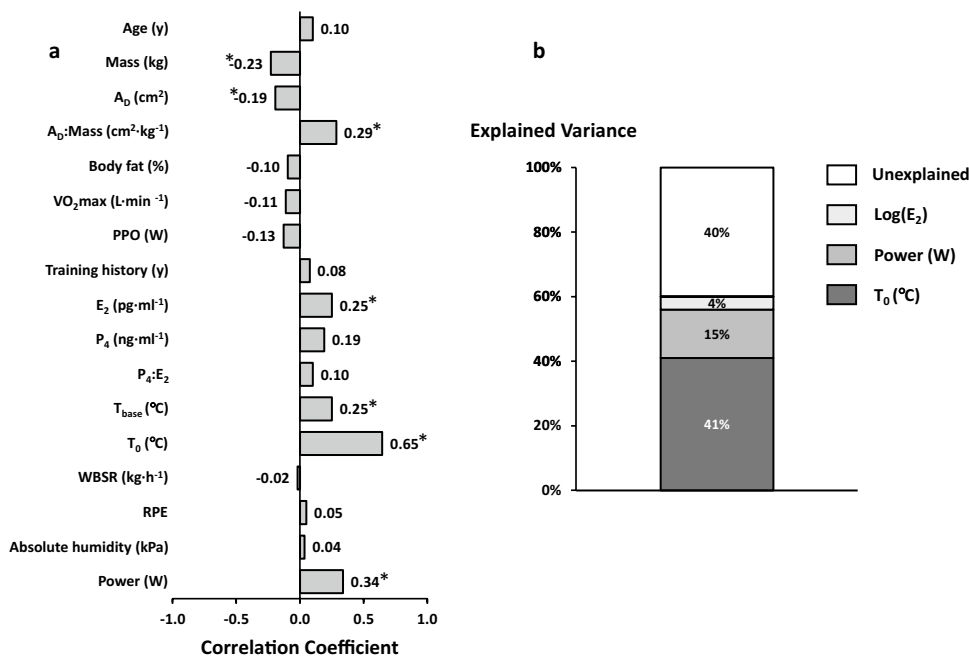 a
Age (y)
0.10
Mass (kg)
*-0.23
A_D (cm²)
*-0.19
A_D:Mass (cm²·kg⁻¹)
0.29*
Body fat (%)
-0.10
VO₂max (L·min ⁻¹)
-0.11
PPO (W)
-0.13
Training history (y)
0.08
E₂ (pg·ml⁻¹)
0.25*
P₄ (ng·ml⁻¹)
0.19
P₄:E₂
0.10
T_base (°C)
0.25*
T₀ (°C)
0.65*
WBSR (kg·h⁻¹)
-0.02
RPE
0.05
Absolute humidity (kPa)
0.04
Power (W)
0.34*
-1.0 -0.5 0.0 0.5 1.0
Correlation Coefficient
b
Explained Variance
100%
80%
60%
40%
20%
0%
40%
4%
15%
41%
Unexplained
Log(E₂)
Power (W)
T₀ (°C)